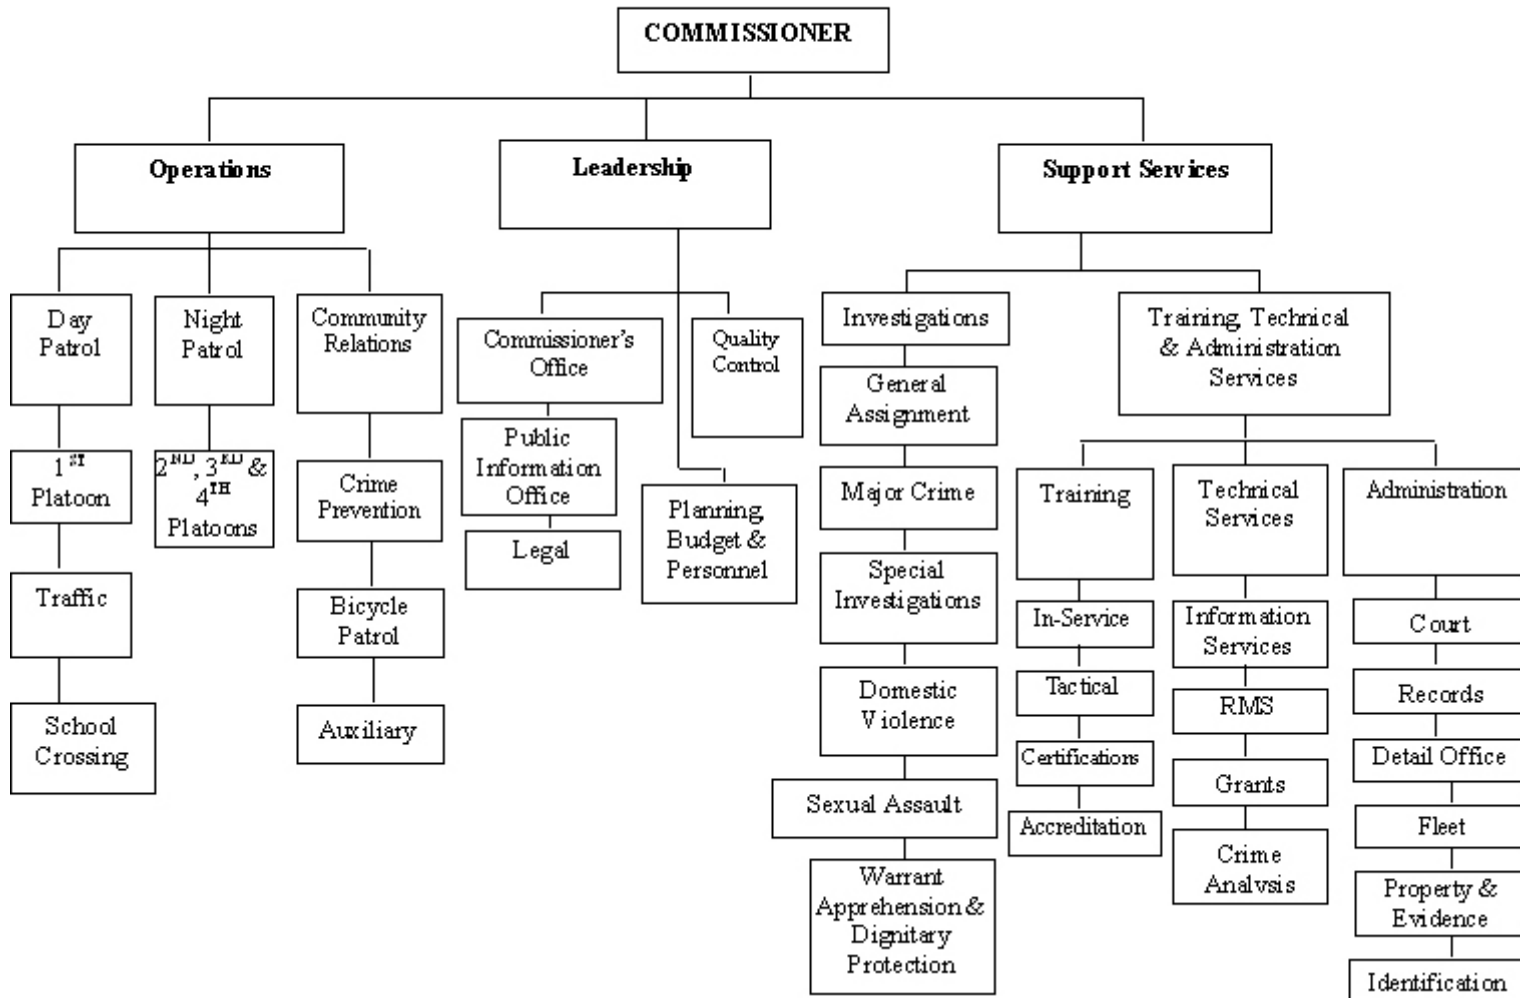 COMMISSIONER
Operations
Leadership
Support Services
Day
Patrol
Night
Patrol
Community
Relations
Commissioner's
Office
Quality
Control
Investigations
Training, Technical
& Administration
Services
1ST
Platoon
2ND, 3RD &
4TH
Platoons
Crime
Prevention
Public
Information
Office
Planning,
Budget &
Personnel
General
Assignment
Major Crime
Training
Technical
Services
Administration
Traffic
Bicycle
Patrol
Legal
Special
Investigations
In-Service
Information
Services
Court
School
Crossing
Auxiliary
Domestic
Violence
Tactical
RMS
Records
Sexual Assault
Certifications
Grants
Detail Office
Warrant
Apprehension &
Dignitary
Protection
Accreditation
Crime
Analysis
Fleet
Property &
Evidence
Identification